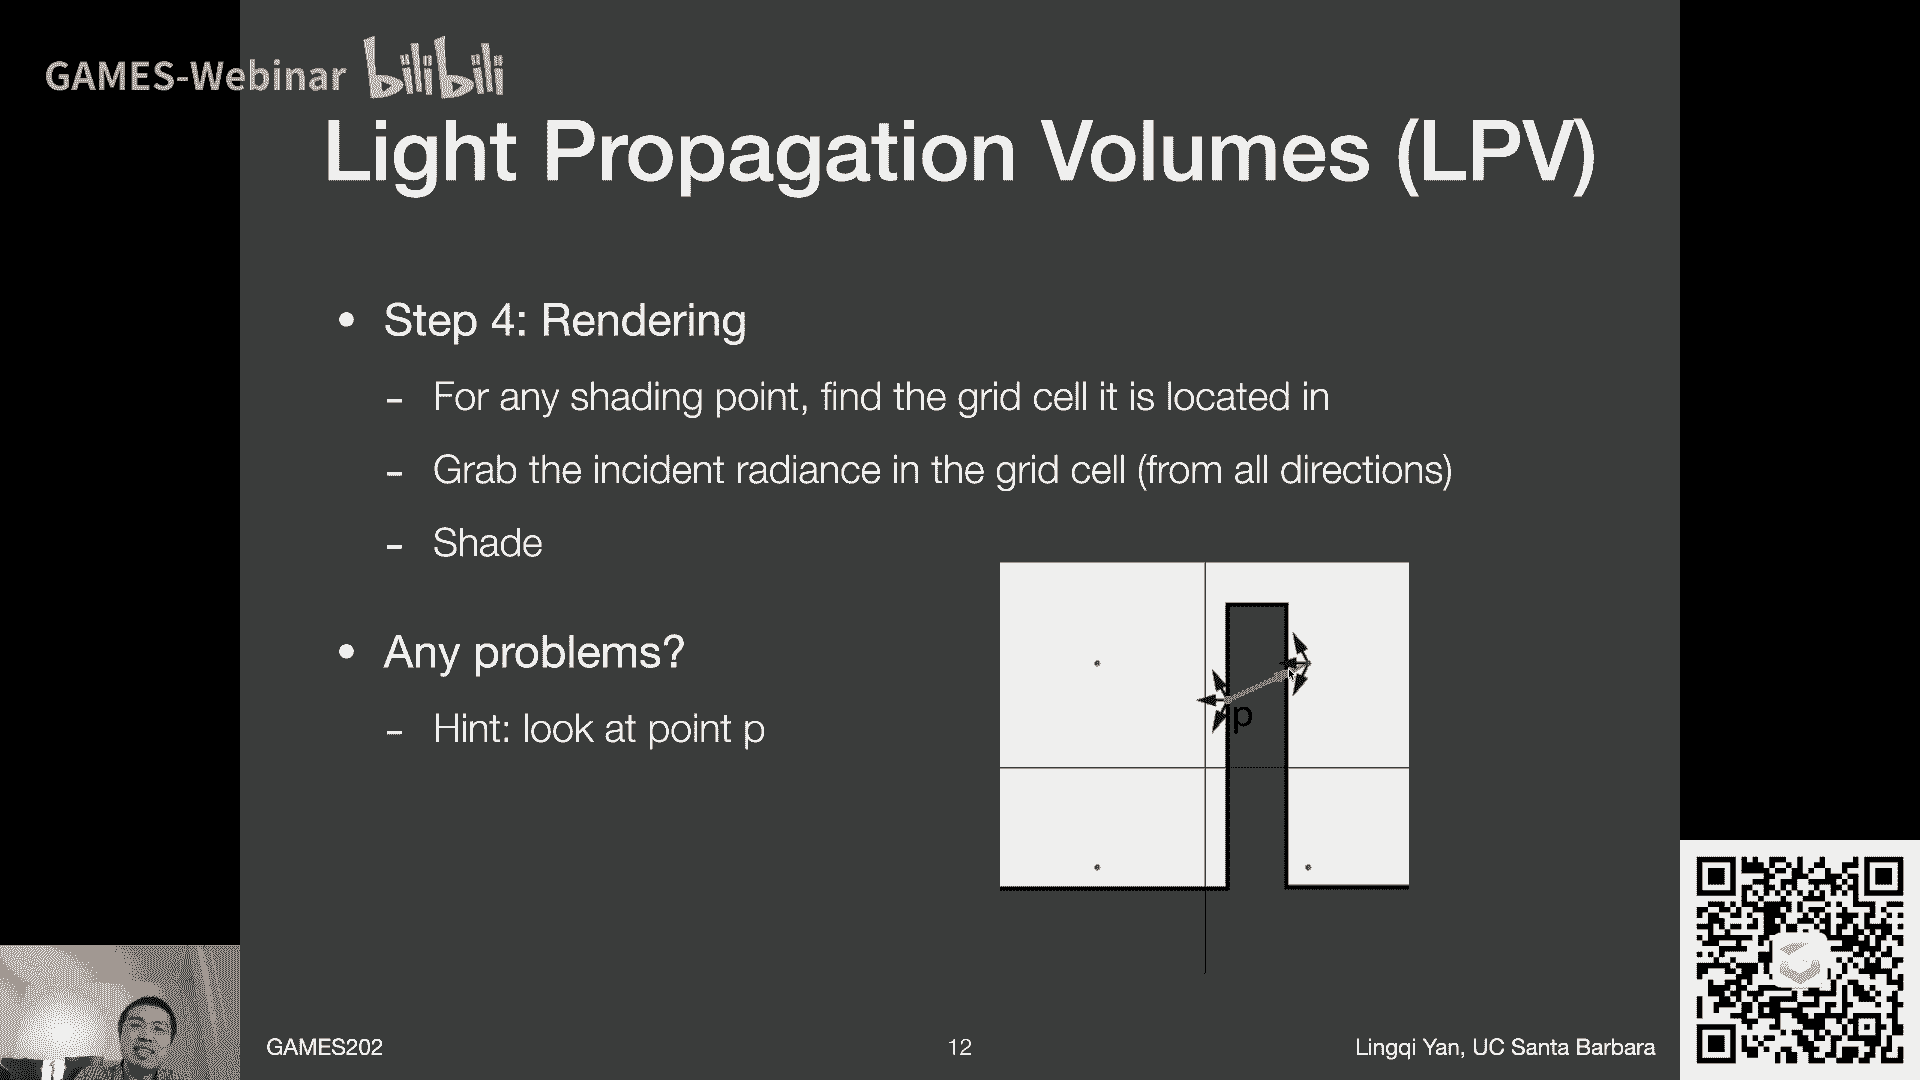 GAMES-Webinar bilibili
Light Propagation Volumes (LPV)
• Step 4: Rendering
- For any shading point, find the grid cell it is located in
- Grab the incident radiance in the grid cell (from all directions)
- Shade
• Any problems?
- Hint: look at point p
p
GAMES202
12
Lingqi Yan, UC Santa Barbara